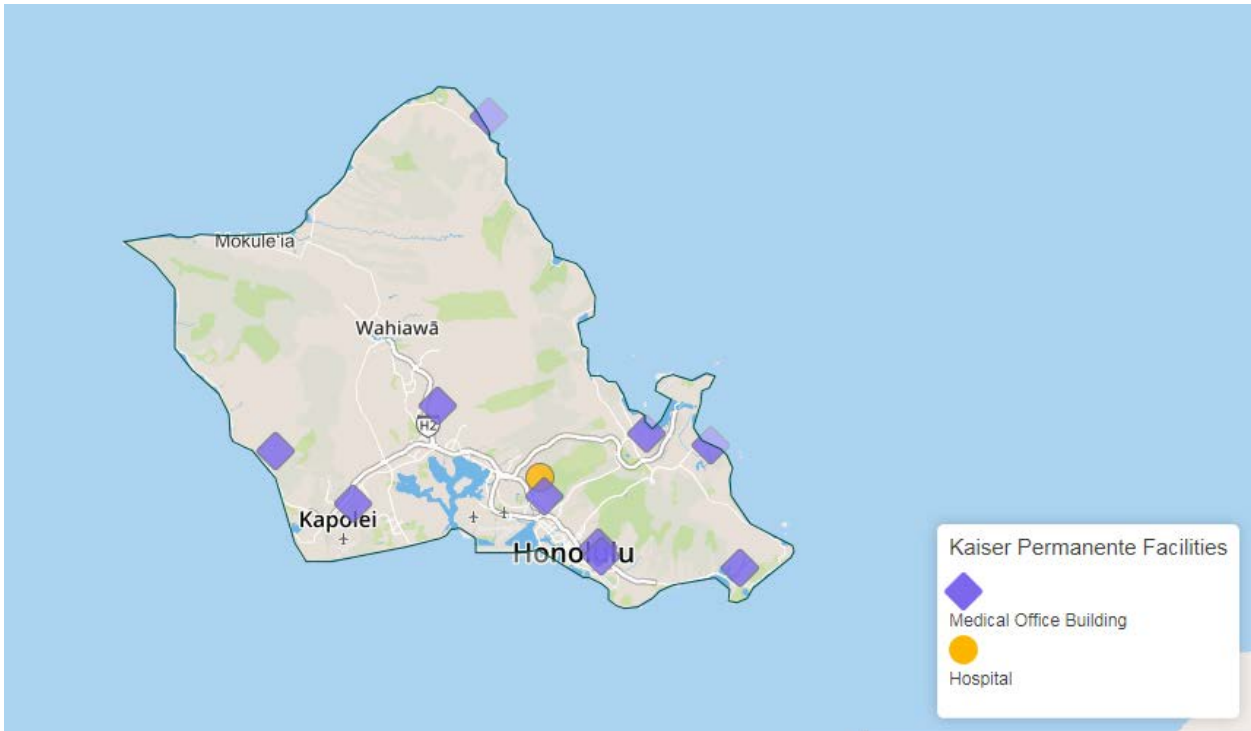 Mokule‘ia
Wahiawā
H2
Kapolei
Honolulu
Kaiser Permanente Facilities
Medical Office Building
Hospital